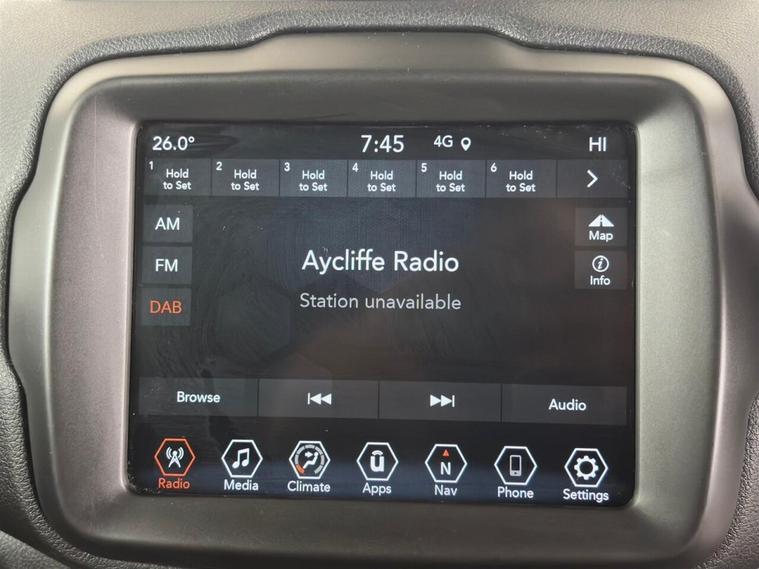 26.0° 7:45 4G HI
1 Hold to Set 2 Hold to Set 3 Hold to Set 4 Hold to Set 5 Hold to Set 6 Hold to Set
AM
Map
FM
Info
DAB
Aycliffe Radio
Station unavailable
Browse Audio
Radio Media Climate Apps Nav Phone Settings
û N